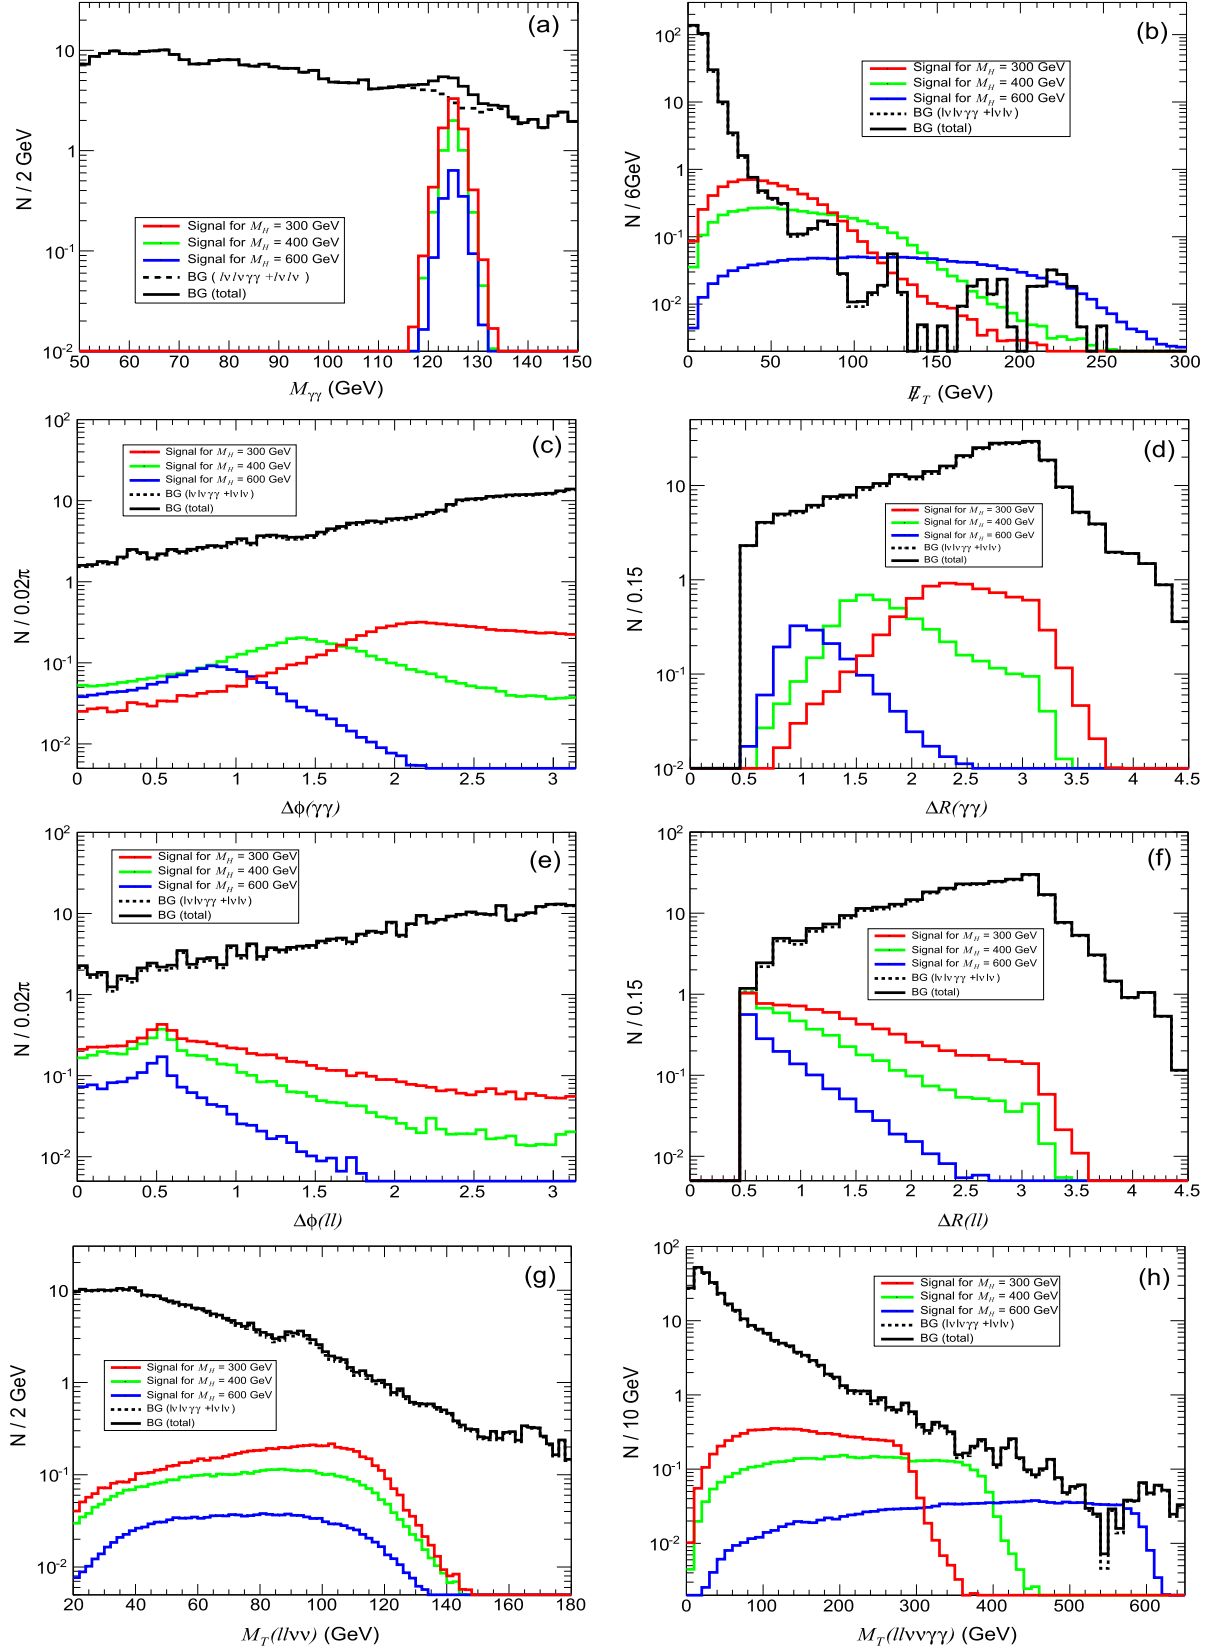 (a)
N / 2 GeV
10
1
10⁻¹
10⁻²
Signal for M_H = 300 GeV
Signal for M_H = 400 GeV
Signal for M_H = 600 GeV
BG ( lνlνγγ +lνlν )
BG (total)
50 60 70 80 90 100 110 120 130 140 150
M_γγ (GeV)
(b)
N / 6GeV
10²
10
1
10⁻¹
10⁻²
Signal for M_H = 300 GeV
Signal for M_H = 400 GeV
Signal for M_H = 600 GeV
BG (lνlνγγ +lνlν)
BG (total)
0 50 100 150 200 250 300
E̸_T (GeV)
(c)
N / 0.02π
10²
10
1
10⁻¹
10⁻²
Signal for M_H = 300 GeV
Signal for M_H = 400 GeV
Signal for M_H = 600 GeV
BG (lνlνγγ +lνlν)
BG (total)
0 0.5 1 1.5 2 2.5 3
Δϕ(γγ)
(d)
N / 0.15
10
1
10⁻¹
10⁻²
Signal for M_H = 300 GeV
Signal for M_H = 400 GeV
Signal for M_H = 600 GeV
BG (lνlνγγ +lνlν)
BG (total)
0 0.5 1 1.5 2 2.5 3 3.5 4 4.5
ΔR(γγ)
(e)
N / 0.02π
10²
10
1
10⁻¹
10⁻²
Signal for M_H = 300 GeV
Signal for M_H = 400 GeV
Signal for M_H = 600 GeV
BG (lνlνγγ +lνlν)
BG (total)
0 0.5 1 1.5 2 2.5 3
Δϕ(ll)
(f)
N / 0.15
10²
10
1
10⁻¹
10⁻²
Signal for M_H = 300 GeV
Signal for M_H = 400 GeV
Signal for M_H = 600 GeV
BG (lνlνγγ +lνlν)
BG (total)
0 0.5 1 1.5 2 2.5 3 3.5 4 4.5
ΔR(ll)
(g)
N / 2 GeV
10
1
10⁻¹
10⁻²
Signal for M_H = 300 GeV
Signal for M_H = 400 GeV
Signal for M_H = 600 GeV
BG (lνlνγγ +lνlν)
BG (total)
20 40 60 80 100 120 140 160 180
M_T(llνν) (GeV)
(h)
N / 10 GeV
10²
10
1
10⁻¹
10⁻²
Signal for M_H = 300 GeV
Signal for M_H = 400 GeV
Signal for M_H = 600 GeV
BG (lνlνγγ +lνlν)
BG (total)
0 100 200 300 400 500 600
M_T(llννγγ) (GeV)